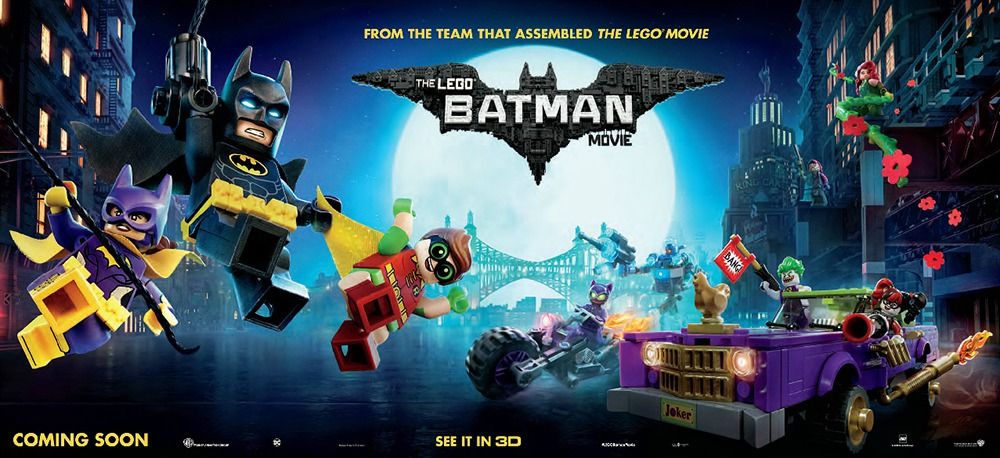 FROM THE TEAM THAT ASSEMBLED THE LEGO MOVIE
THE LEGO
BATMAN
MOVIE
BANG!
Joker
COMING SOON
SEE IT IN 3D